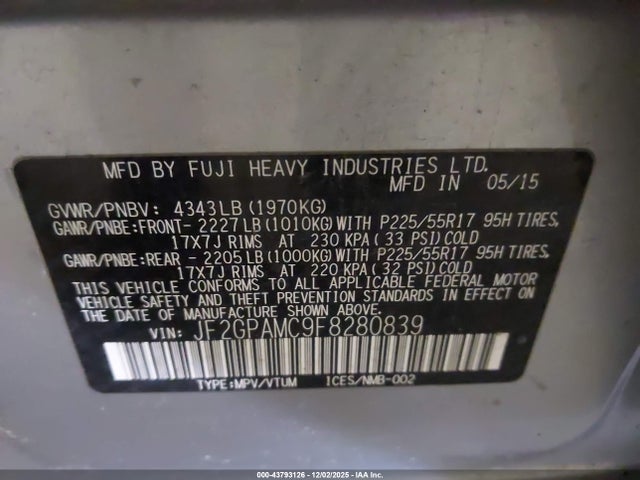 MFD BY FUJI HEAVY INDUSTRIES LTD.
MFD IN 05/15
GVWR/PNBV: 4343LB(1970KG)
GAWR/PNBE:FRONT- 2227LB(1010KG)WITH P225/55R17 95H TIRES,
17X7J RIMS AT 230 KPA(33 PSI)COLD
GAWR/PNBE:REAR - 2205LB(1000KG)WITH P225/55R17 95H TIRES,
17X7J RIMS AT 220 KPA(32 PSI)COLD
THIS VEHICLE CONFORMS TO ALL APPLICABLE FEDERAL MOTOR
VEHICLE SAFETY AND THEFT PREVENTION STANDARDS IN EFFECT ON
THE DATE OF MANUFACTURE SHOWN ABOVE.
VIN: JF2GPAMC9F8280839
TYPE:MPV/VTUM ICES/NMB-002
000-43793126 - 12/02/2025 - IAA Inc.